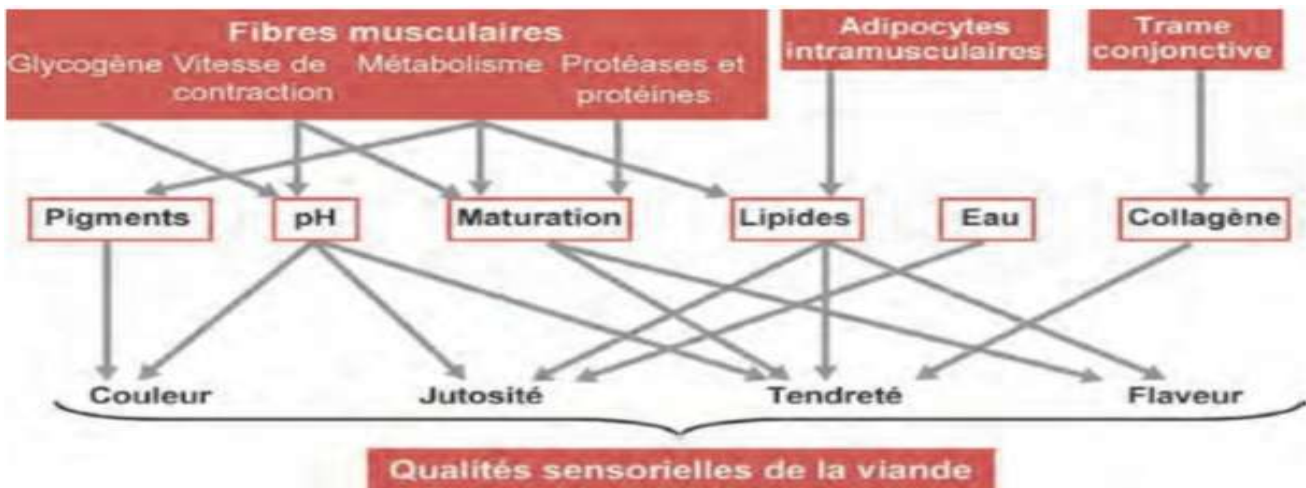 Fibres musculaires
Glycogène Vitesse de contraction Métabolisme Protéases et protéines
Adipocytes
intramusculaires
Trame
conjonctive
Pigments pH Maturation Lipides Eau Collagène
Couleur Jutosité Tendreté Flaveur
Qualités sensorielles de la viande